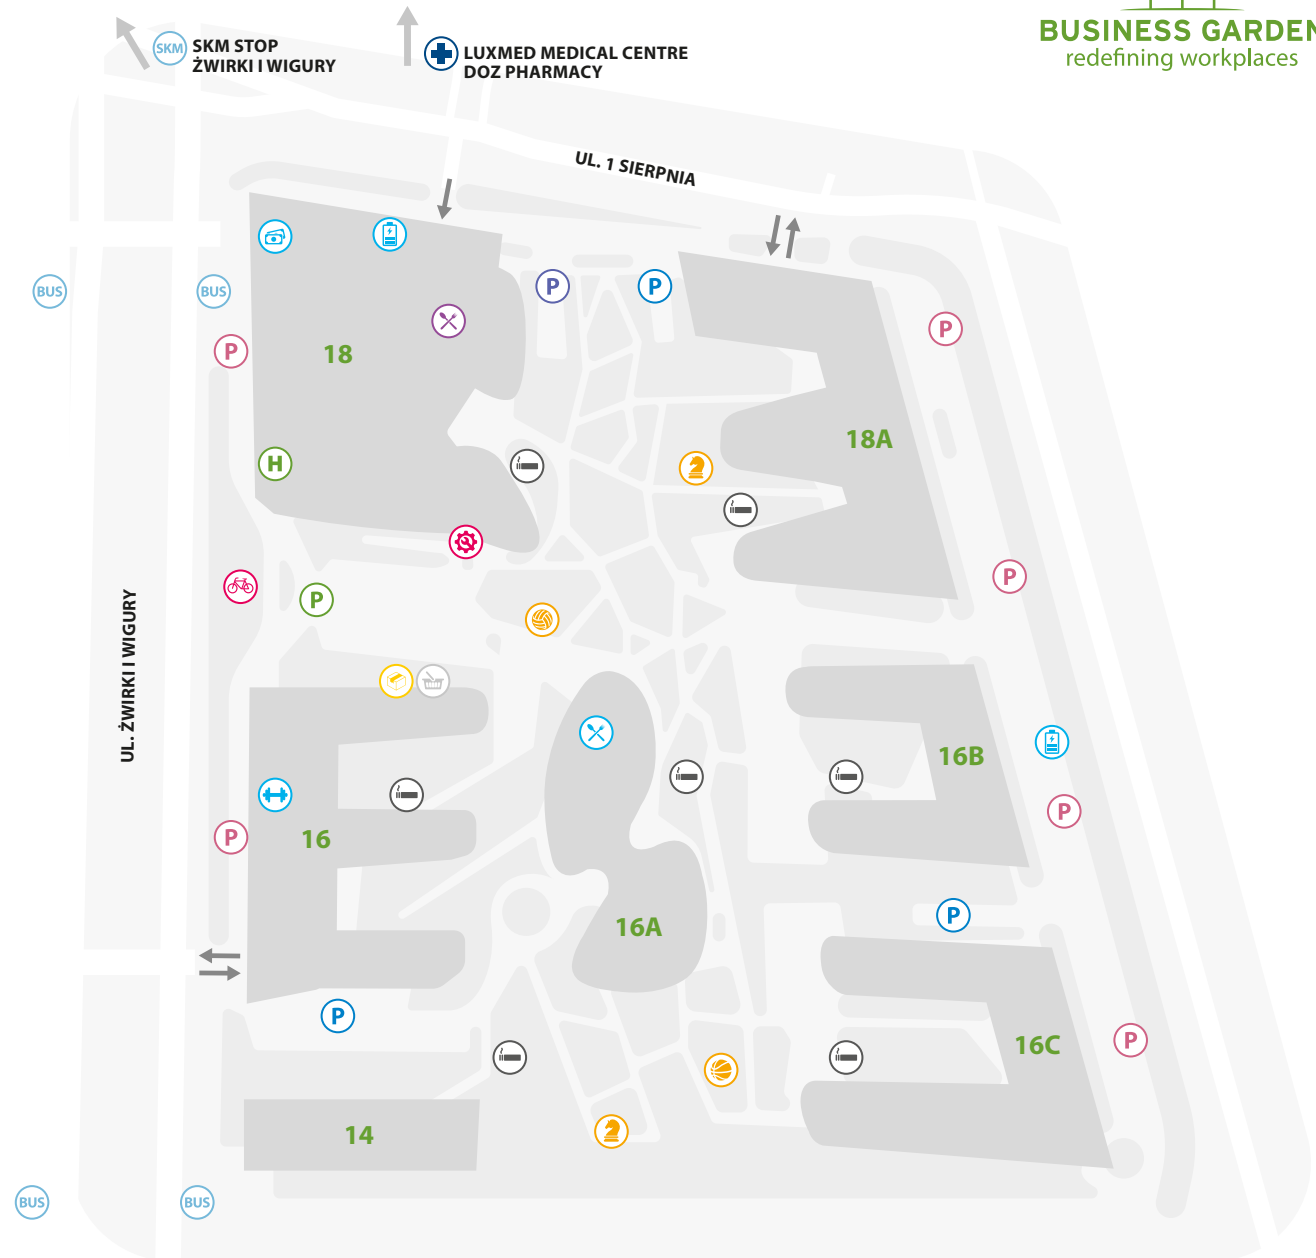 BUSINESS GARDEN
redefining workplaces
SKM
SKM STOP
ŻWIRKI I WIGURY
LUXMED MEDICAL CENTRE
DOZ PHARMACY
UL. 1 SIERPNIA
BUS
BUS
P
P
P
P
18
18A
H
P
P
UL. ŻWIRKI I WIGURY
16B
P
P
16
16A
P
P
16C
P
14
BUS
BUS